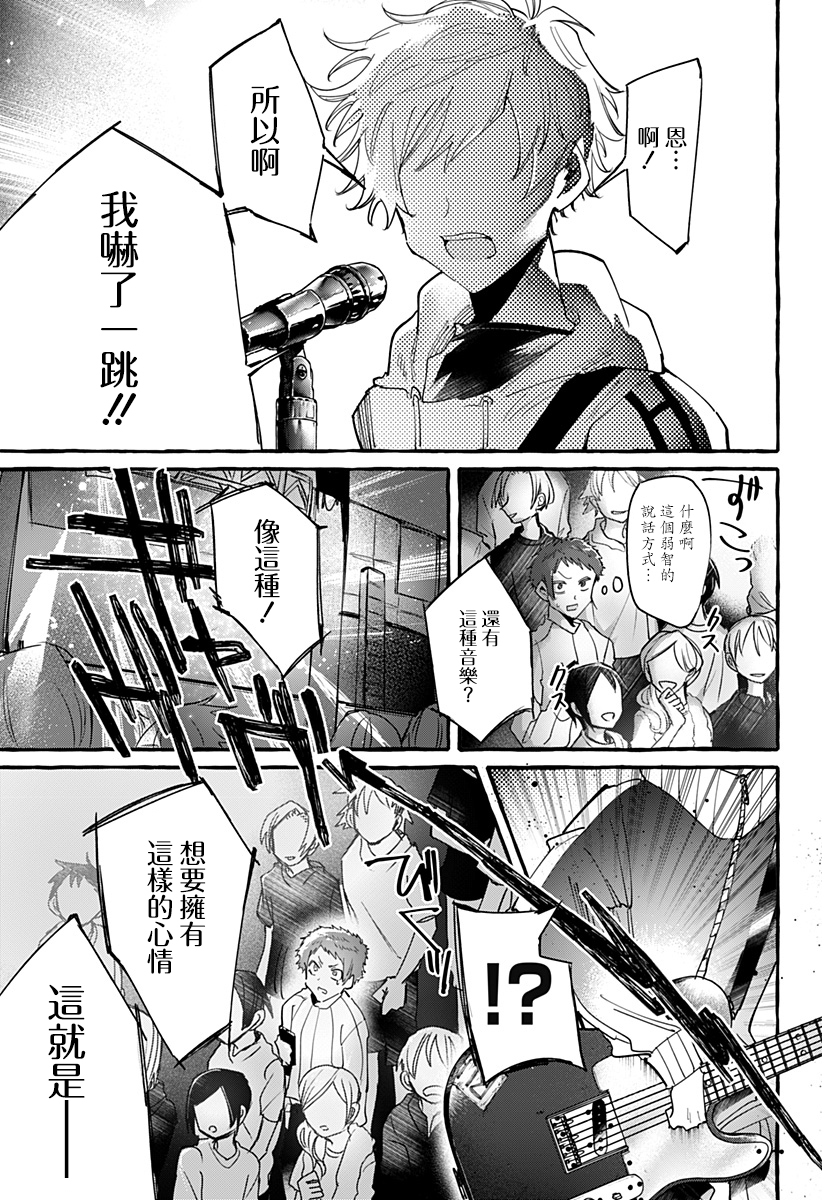 恩…
啊！
所以啊
我嚇了一跳!!
什麼啊
這個弱智的
說話方式…
ずこっ
還有
這種音樂？
クス
クス
像這種！
ギャギャ
!?
びくっ
想要擁有
這樣的心情
這就是——